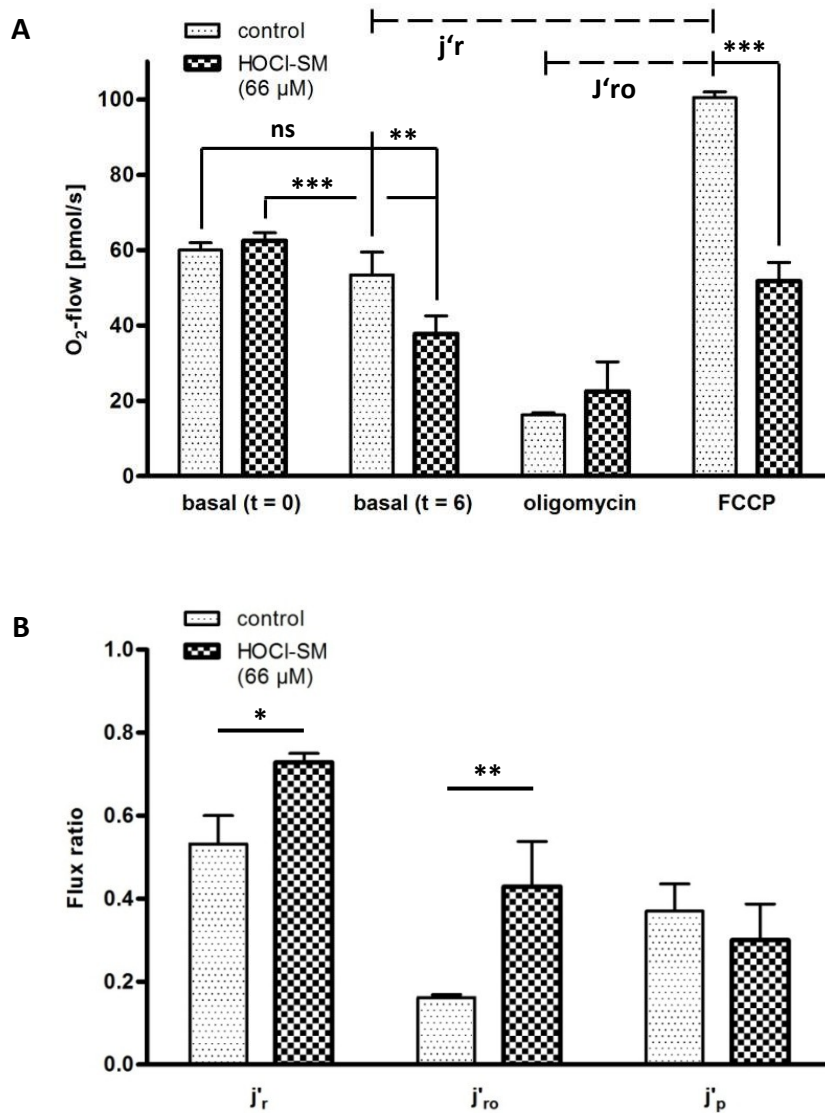 A
control
HOCl-SM
(66 µM)
j‘r
J‘ro
***
ns
**
***
O2-flow [pmol/s]
100
80
60
40
20
0
basal (t = 0) basal (t = 6) oligomycin FCCP
B
control
HOCl-SM
(66 µM)
*
**
Flux ratio
1.0
0.8
0.6
0.4
0.2
0.0
j'r j'ro j'p